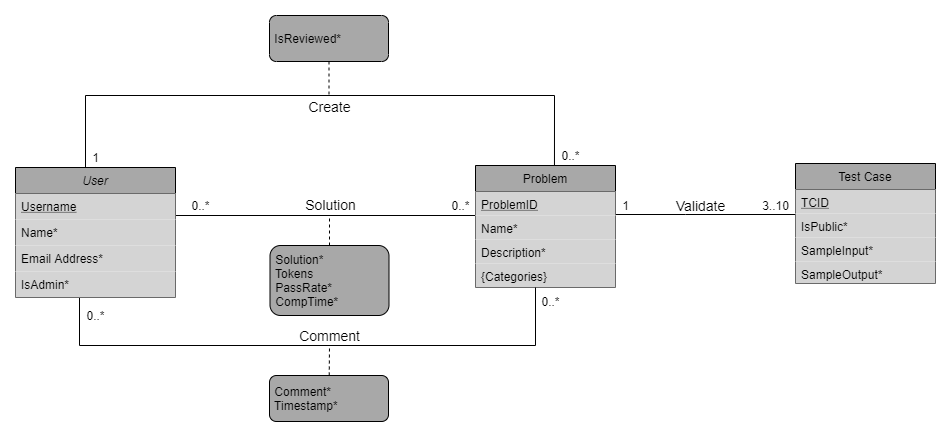 IsReviewed*
Create
1
0..*
User
Username
Name*
Email Address*
IsAdmin*
0..*
Solution
0..*
Solution*
Tokens
PassRate*
CompTime*
Problem
ProblemID
Name*
Description*
{Categories}
1
Validate
3..10
Test Case
TCID
IsPublic*
SampleInput*
SampleOutput*
0..*
0..*
Comment
Comment*
Timestamp*